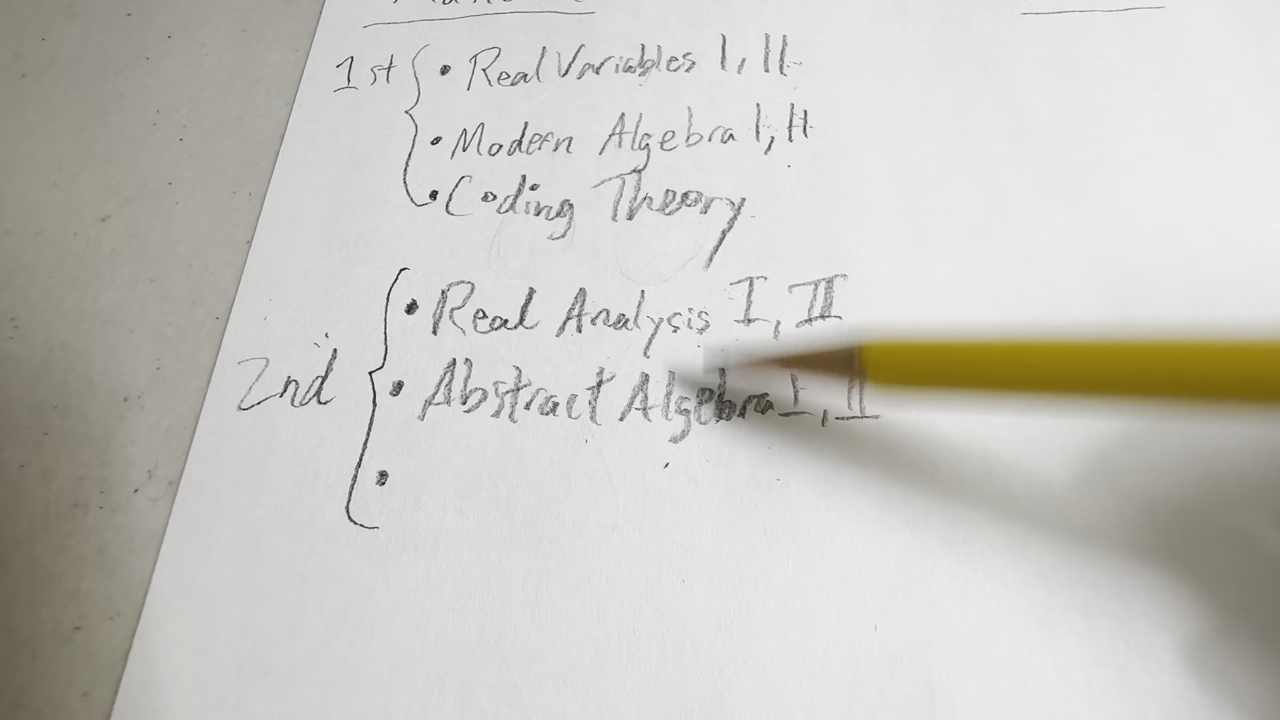 1st • Real Variables I, II
• Modern Algebra I, II
• Coding Theory
2nd • Real Analysis I, II
• Abstract Algebra I, II
•